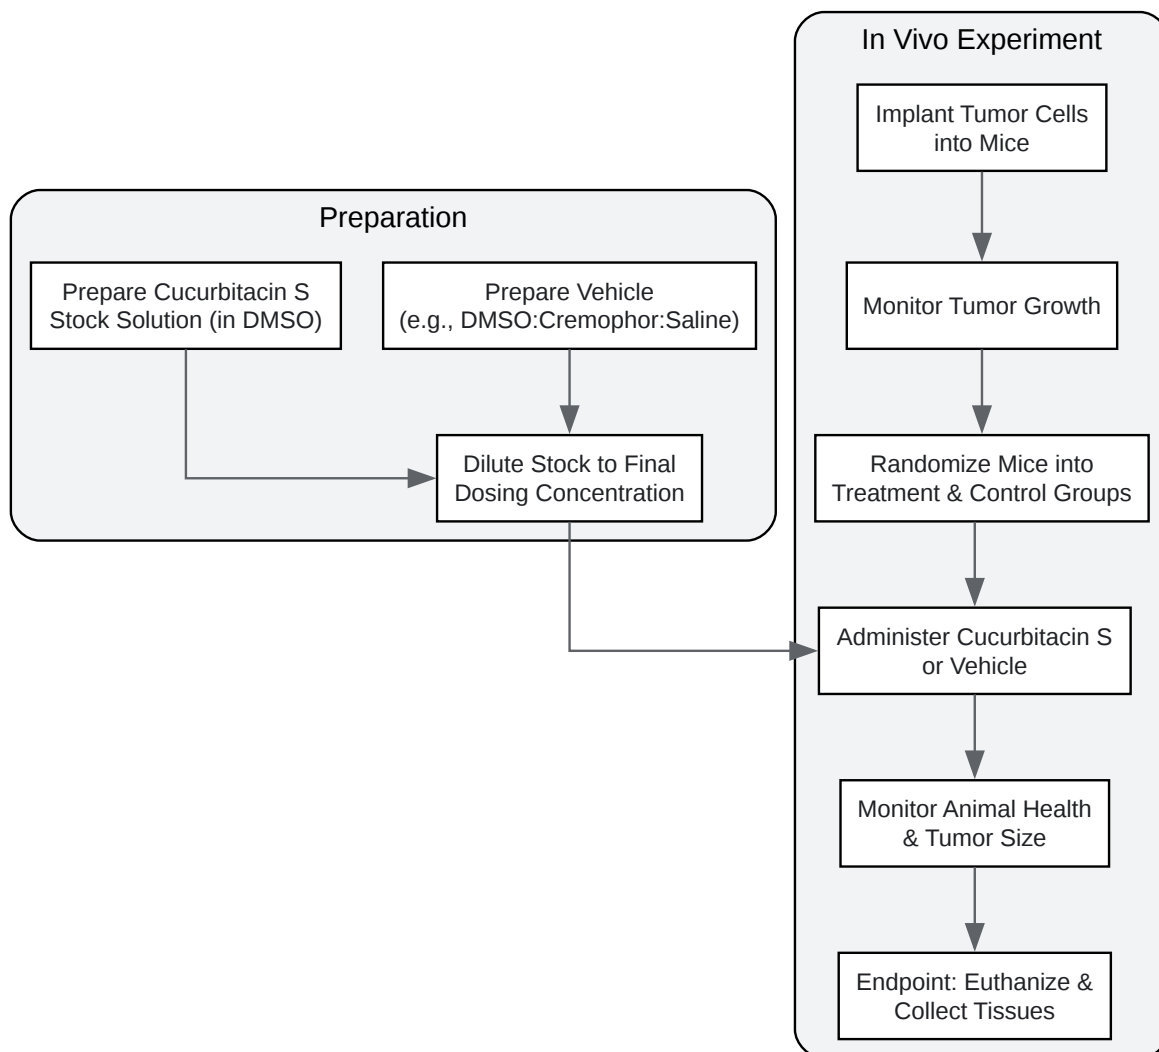 Preparation
Prepare Cucurbitacin S
Stock Solution (in DMSO)
Prepare Vehicle
(e.g., DMSO:Cremophor:Saline)
Dilute Stock to Final
Dosing Concentration
In Vivo Experiment
Implant Tumor Cells
into Mice
Monitor Tumor Growth
Randomize Mice into
Treatment & Control Groups
Administer Cucurbitacin S
or Vehicle
Monitor Animal Health
& Tumor Size
Endpoint: Euthanize &
Collect Tissues